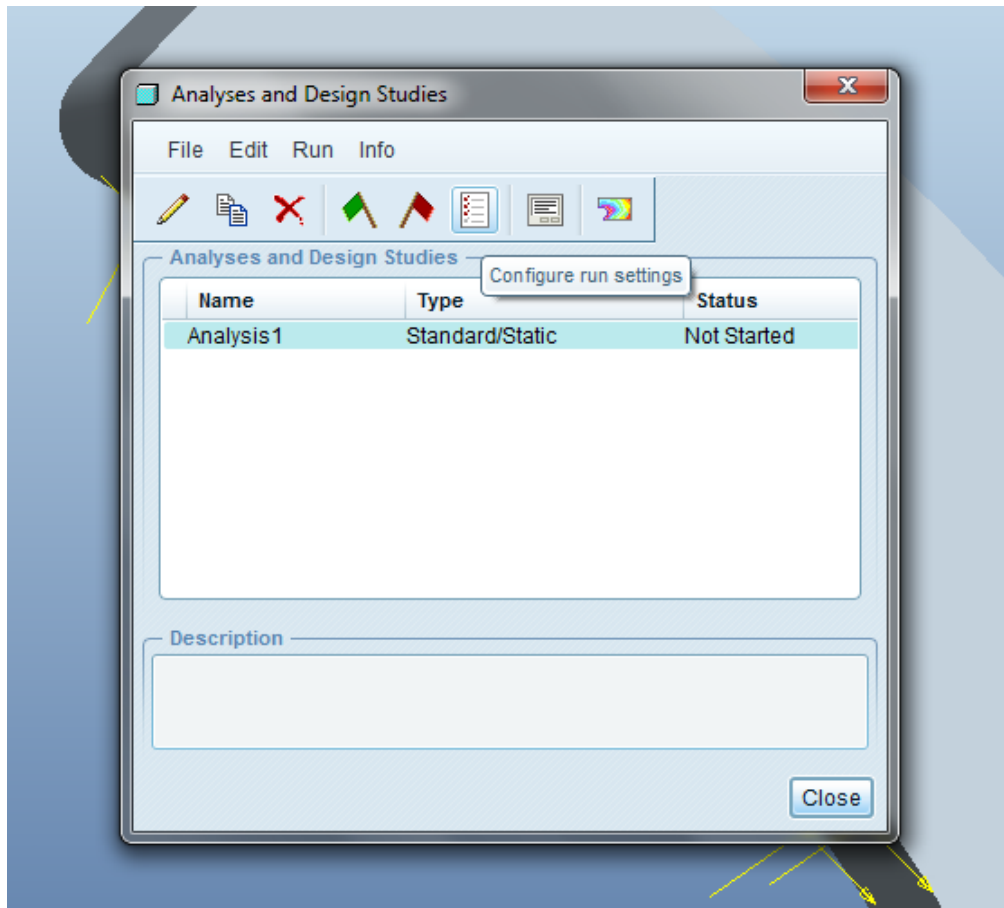 Analyses and Design Studies
File Edit Run Info
Analyses and Design Studies
Configure run settings
Name Type Status
Analysis1 Standard/Static Not Started
Description
Close